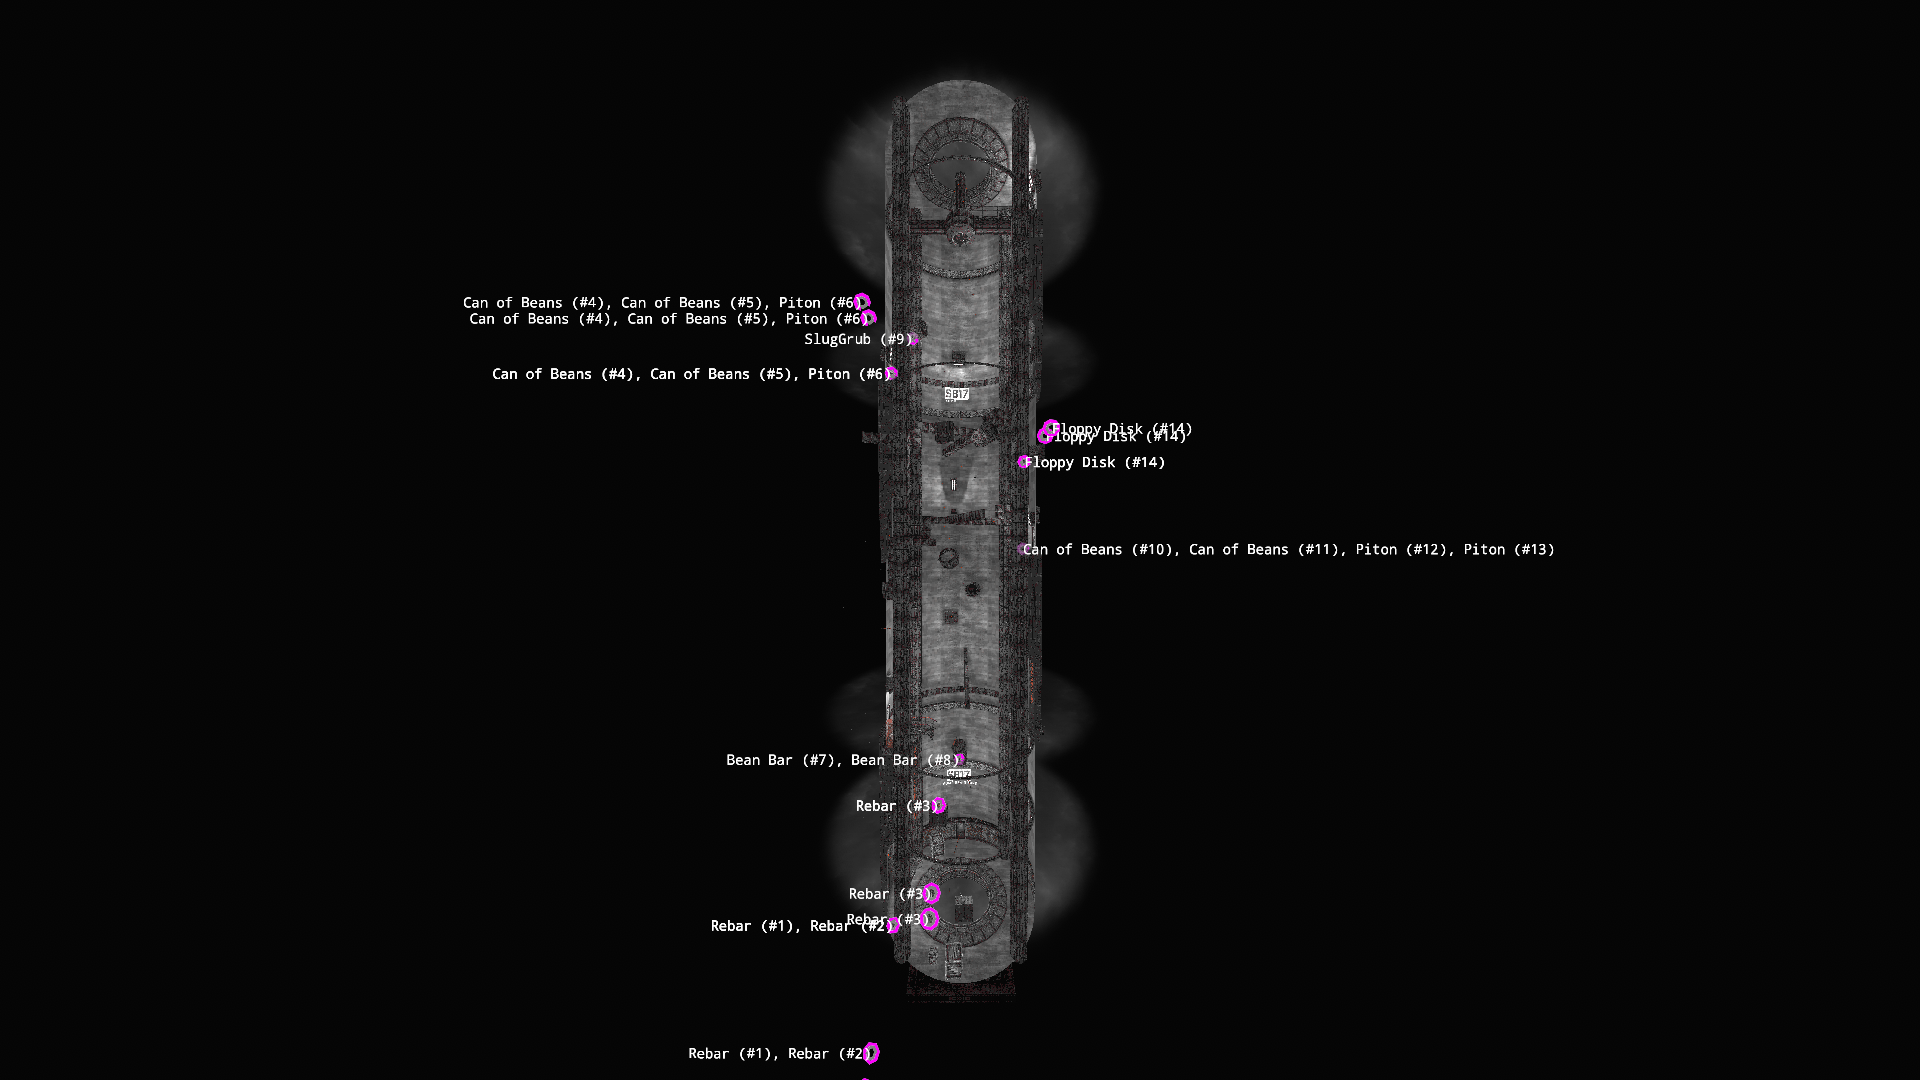 Can of Beans (#4), Can of Beans (#5), Piton (#6)
Can of Beans (#4), Can of Beans (#5), Piton (#6)
SlugGrub (#9)
Can of Beans (#4), Can of Beans (#5), Piton (#6)
SB17
Floppy Disk (#14)
Floppy Disk (#14)
Floppy Disk (#14)
Can of Beans (#10), Can of Beans (#11), Piton (#12), Piton (#13)
Bean Bar (#7), Bean Bar (#8)
SB17
Rebar (#3)
Rebar (#3)
Rebar (#3)
Rebar (#1), Rebar (#2)
Rebar (#1), Rebar (#2)